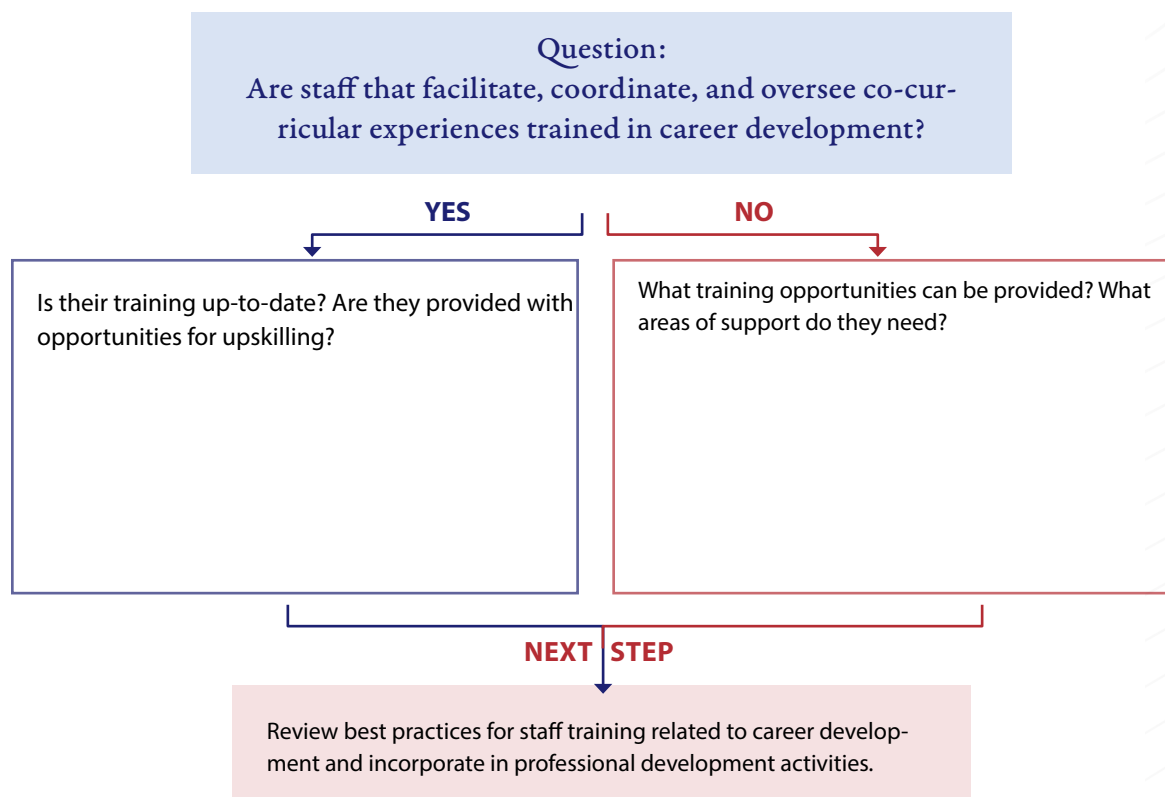 Question:
Are staff that facilitate, coordinate, and oversee co-cur-
ricular experiences trained in career development?
YES
NO
Is their training up-to-date? Are they provided with
opportunities for upskilling?
What training opportunities can be provided? What
areas of support do they need?
NEXT STEP
Review best practices for staff training related to career develop-
ment and incorporate in professional development activities.